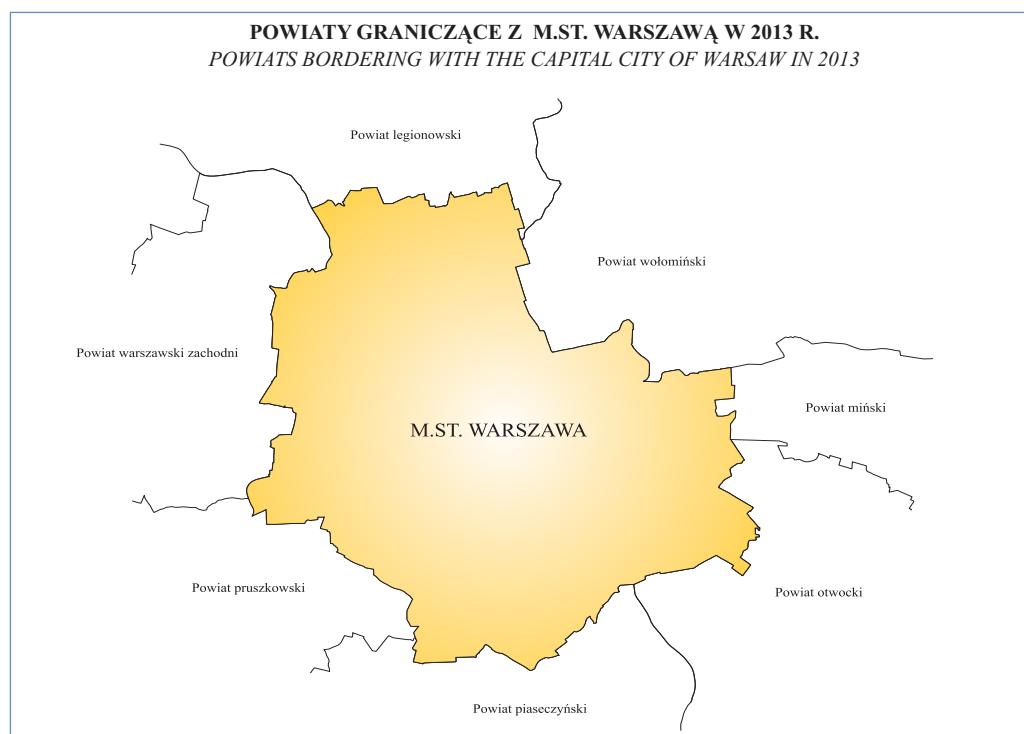 POWIATY GRANICZĄCE Z M.ST. WARSZAWĄ W 2013 R.
POWIATS BORDERING WITH THE CAPITAL CITY OF WARSAW IN 2013
Powiat legionowski
Powiat wołomiński
Powiat warszawski zachodni
Powiat miński
M.ST. WARSZAWA
Powiat pruszkowski
Powiat otwocki
Powiat piaseczyński